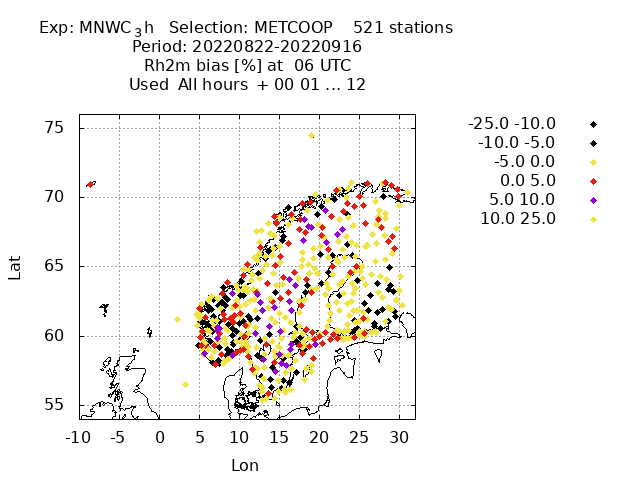 Exp: MNWC₃h Selection: METCOOP 521 stations
Period: 20220822-20220916
Rh2m bias [%] at 06 UTC
Used All hours + 00 01 ... 12
-25.0 -10.0
-10.0 -5.0
-5.0 0.0
0.0 5.0
5.0 10.0
10.0 25.0
75
70
65
60
55
Lat
-10 -5 0 5 10 15 20 25 30
Lon